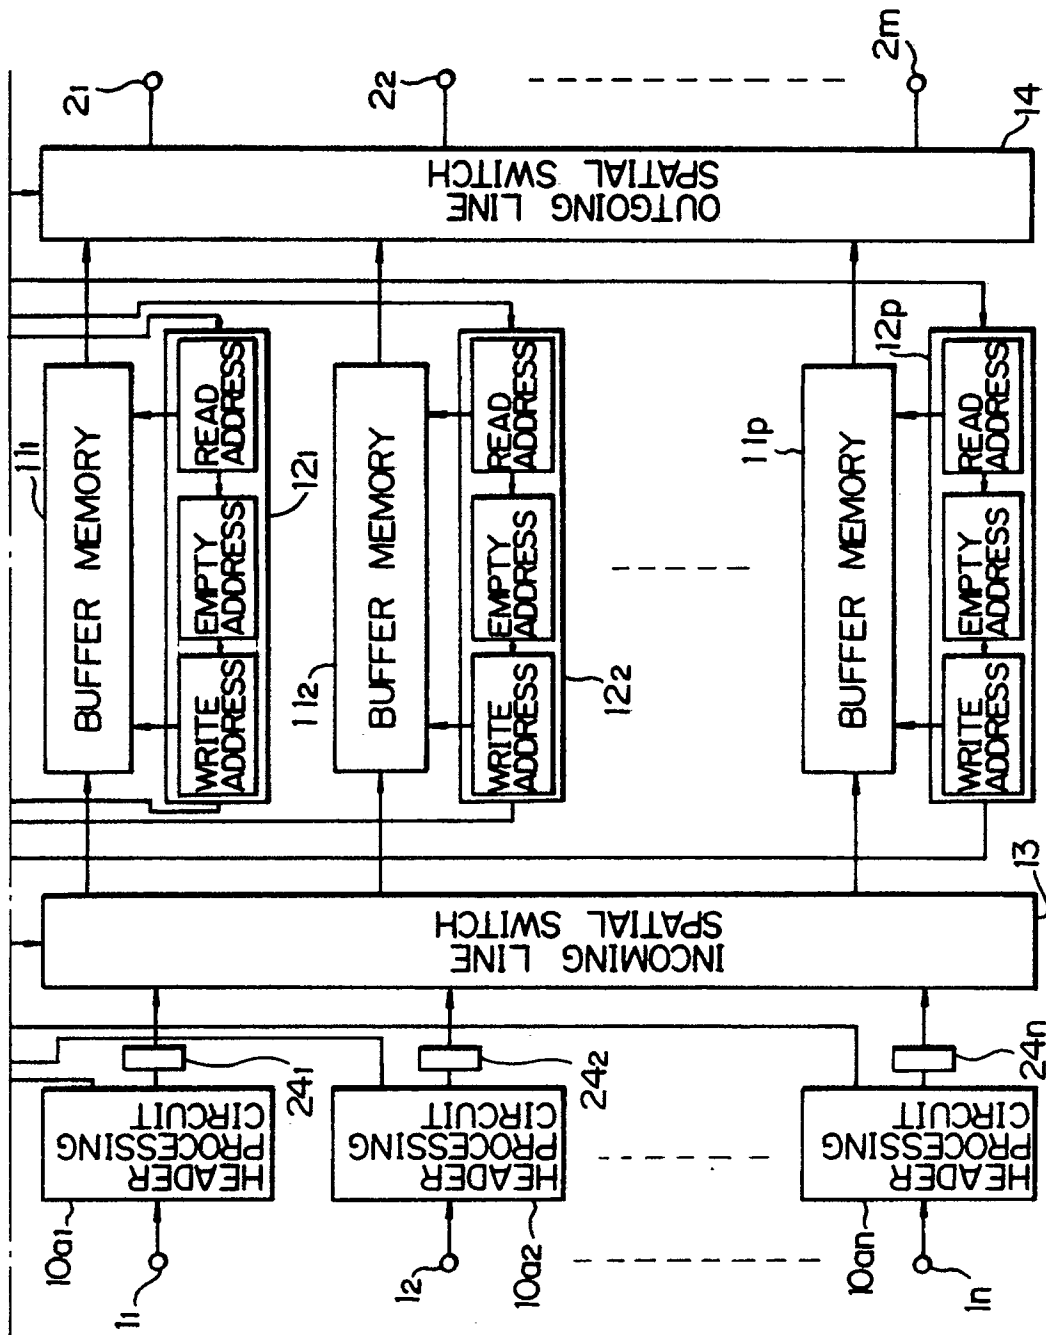 10a1
HEADER
PROCESSING
CIRCUIT
11
241
10a2
HEADER
PROCESSING
CIRCUIT
12
242
10an
HEADER
PROCESSING
CIRCUIT
1n
24n
INCOMING LINE
SPATIAL SWITCH
13
111
BUFFER MEMORY
WRITE
ADDRESS
EMPTY
ADDRESS
READ
ADDRESS
121
112
BUFFER MEMORY
WRITE
ADDRESS
EMPTY
ADDRESS
READ
ADDRESS
122
11p
BUFFER MEMORY
WRITE
ADDRESS
EMPTY
ADDRESS
READ
ADDRESS
12p
OUTGOING LINE
SPATIAL SWITCH
14
21
22
2m